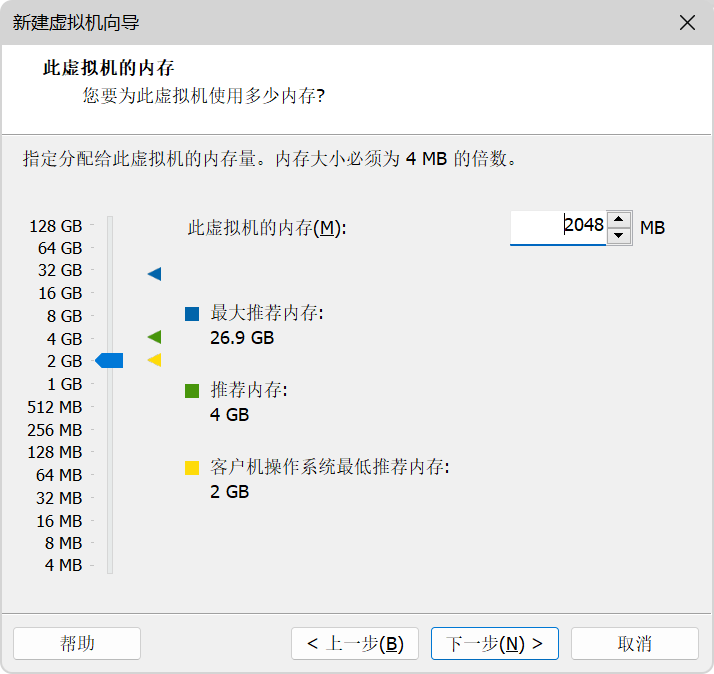 新建虚拟机向导
此虚拟机的内存
您要为此虚拟机使用多少内存?
指定分配给此虚拟机的内存量。内存大小必须为 4 MB 的倍数。
128 GB
64 GB
32 GB
16 GB
8 GB
4 GB
2 GB
1 GB
512 MB
256 MB
128 MB
64 MB
32 MB
16 MB
8 MB
4 MB
此虚拟机的内存(M): 2048 MB
最大推荐内存:
26.9 GB
推荐内存:
4 GB
客户机操作系统最低推荐内存:
2 GB
帮助 < 上一步(B) 下一步(N) > 取消